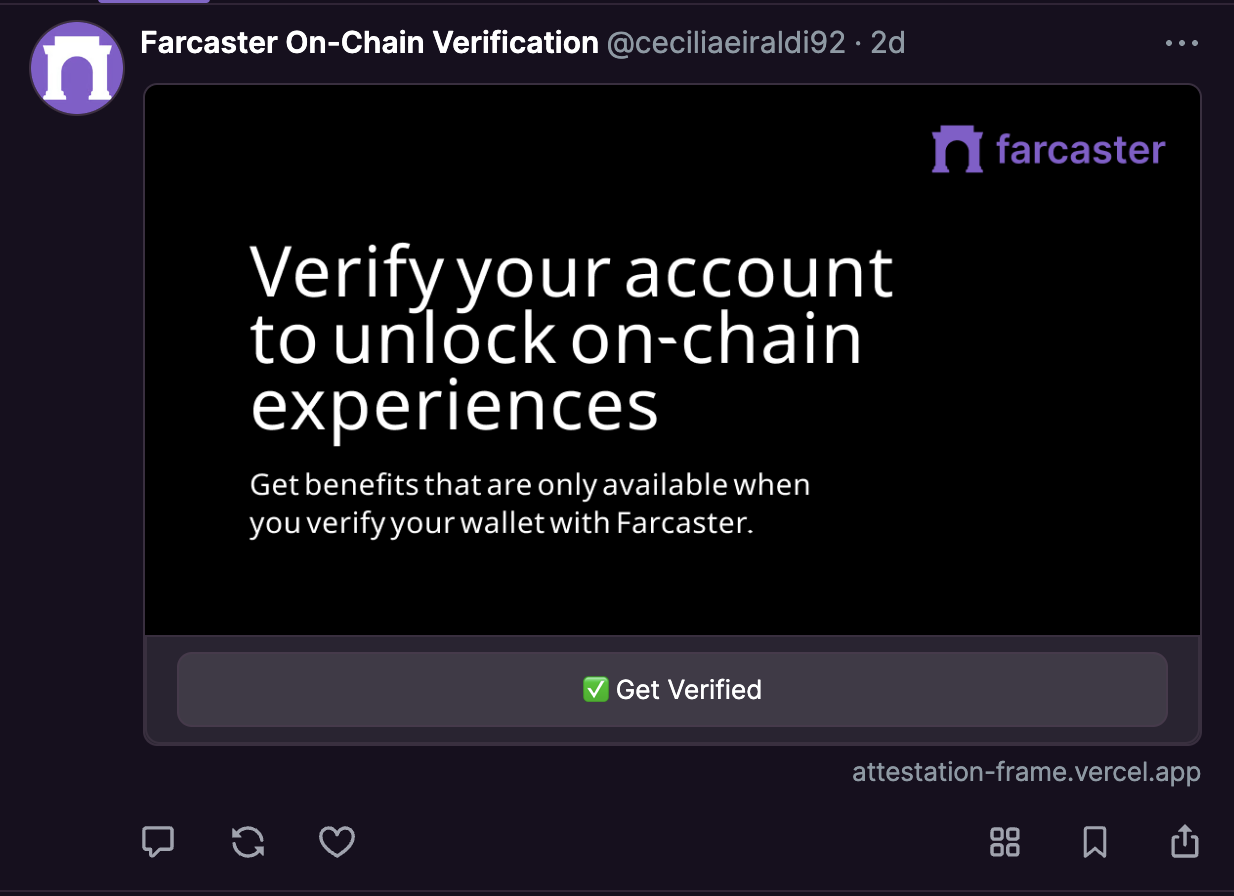 Farcaster On-Chain Verification @ceciliaeiraldi92 · 2d
farcaster
Verify your account
to unlock on-chain
experiences
Get benefits that are only available when
you verify your wallet with Farcaster.
✅ Get Verified
attestation-frame.vercel.app